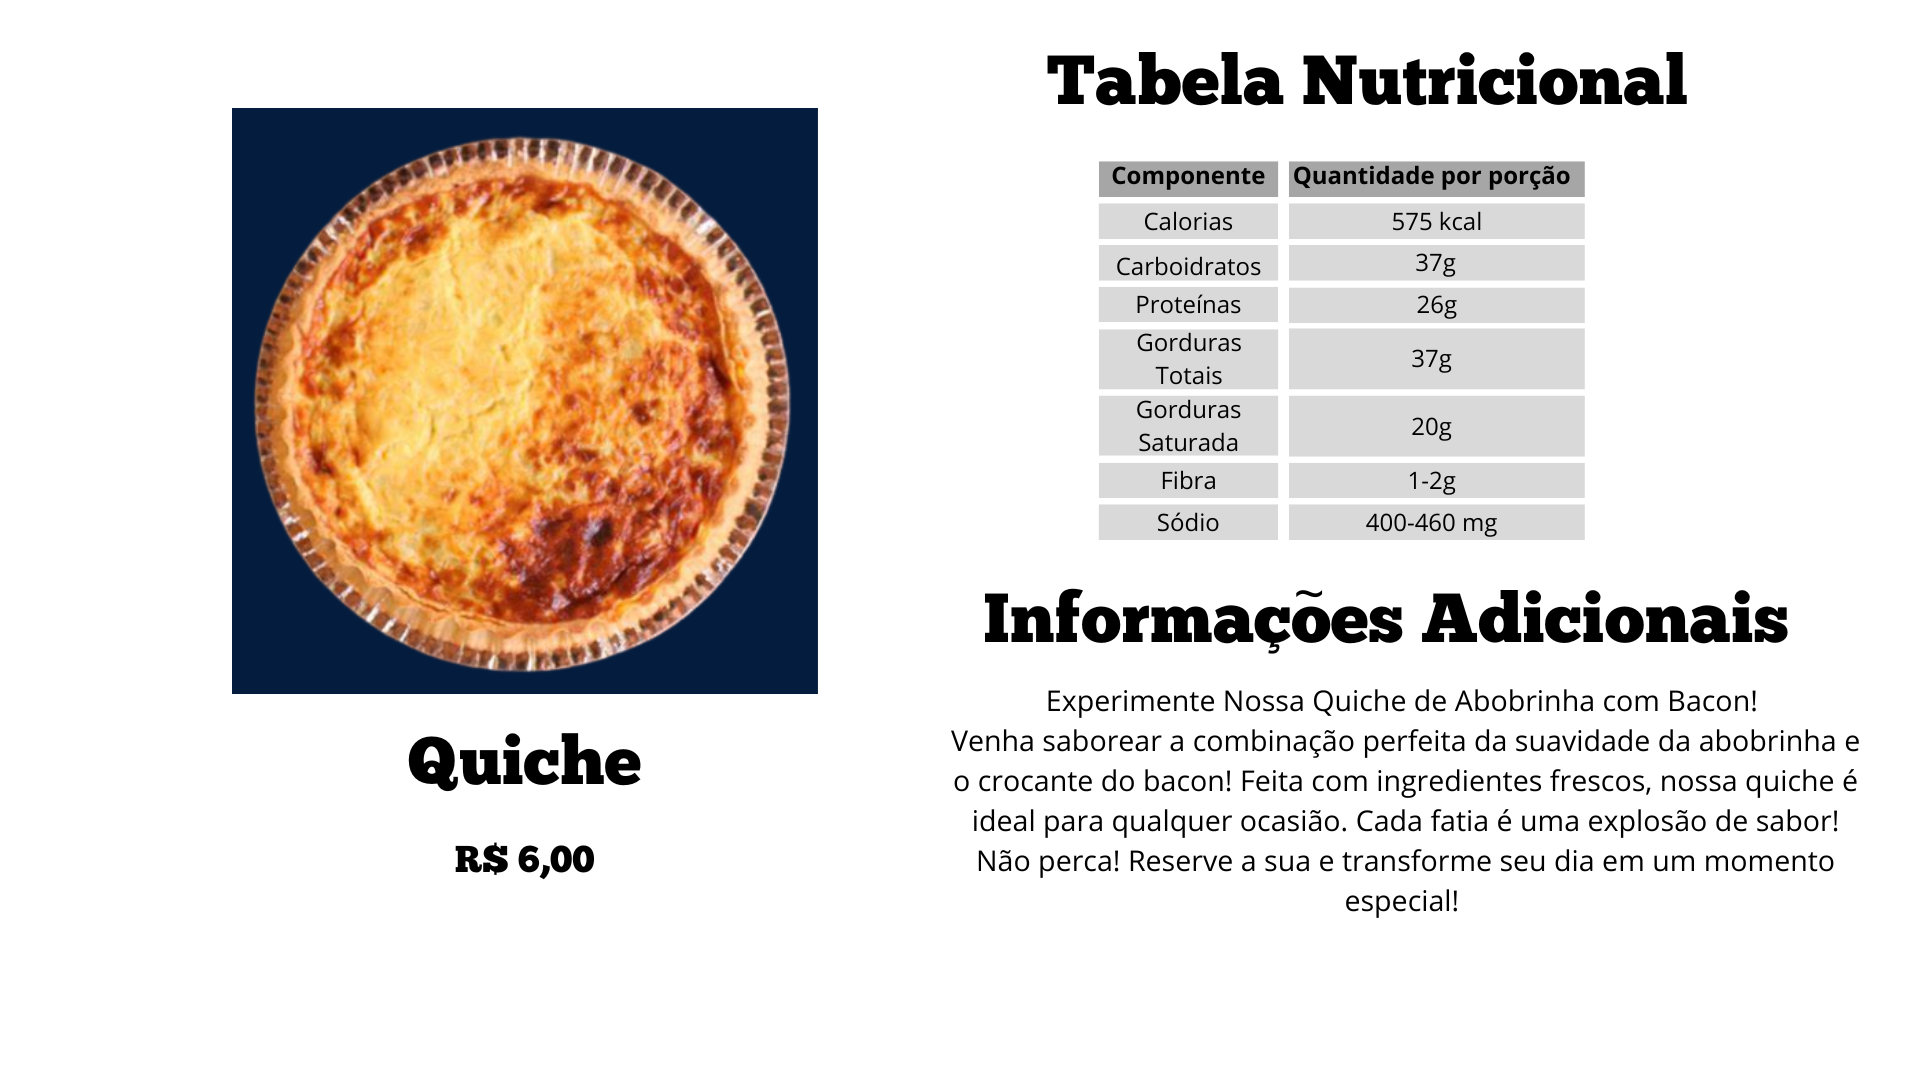 Quiche
R$ 6,00
Tabela Nutricional
Componente Quantidade por porção
Calorias 575 kcal
Carboidratos 37g
Proteínas 26g
Gorduras
Totais 37g
Gorduras
Saturada 20g
Fibra 1-2g
Sódio 400-460 mg
Informações Adicionais
Experimente Nossa Quiche de Abobrinha com Bacon!
Venha saborear a combinação perfeita da suavidade da abobrinha e
o crocante do bacon! Feita com ingredientes frescos, nossa quiche é
ideal para qualquer ocasião. Cada fatia é uma explosão de sabor!
Não perca! Reserve a sua e transforme seu dia em um momento
especial!